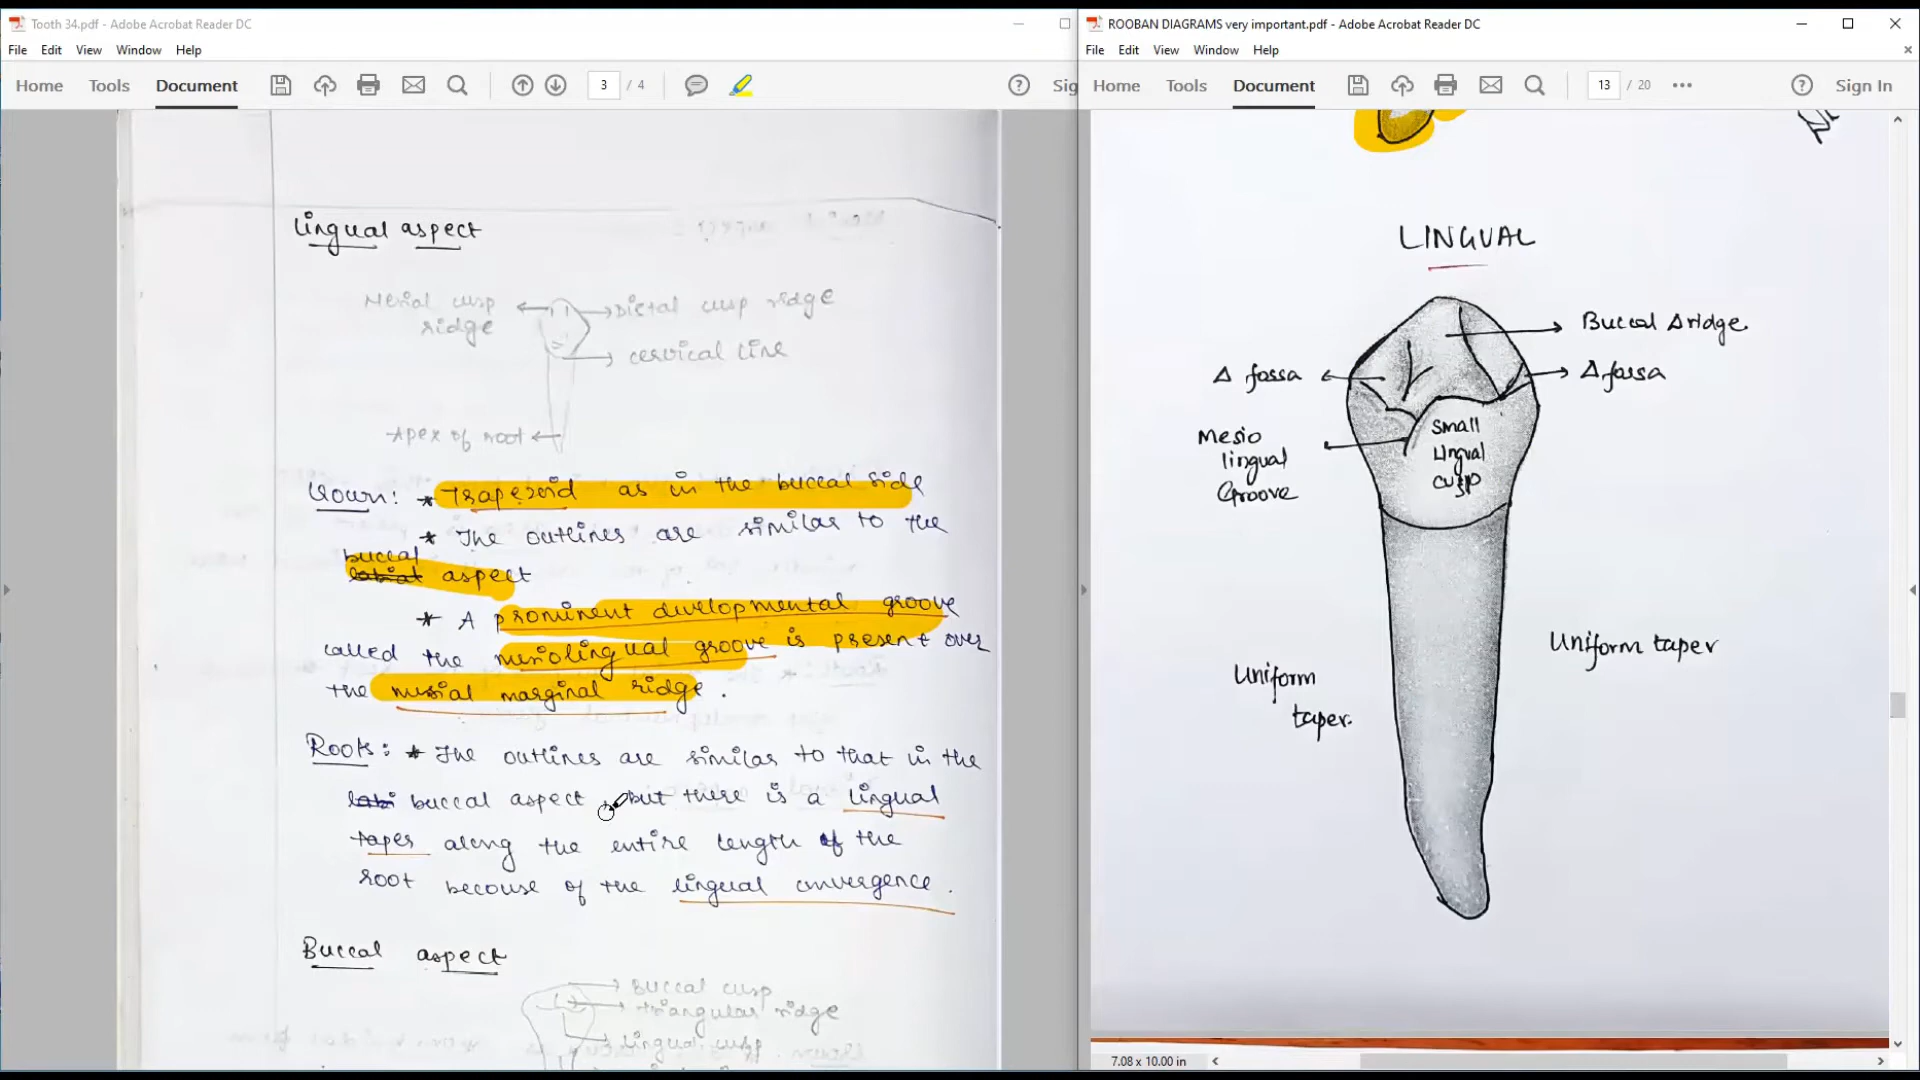 Tooth 34.pdf - Adobe Acrobat Reader DC
File Edit View Window Help
Home Tools Document 3 / 4 Sig
Lingual aspect
Mesial cusp ridge
Distal cusp ridge
cervical line
Apex of root
Crown: * Trapezoid as in the buccal side
* The outlines are similar to the
buccal
labial aspect
* A prominent developmental groove
called the mesiolingual groove is present over
the mesial marginal ridge.
Roots: * The outlines are similar to that in the
labi buccal aspect, but there is a lingual
taper along the entire length of the
root because of the lingual convergence.
Buccal aspect
Buccal cusp
triangular ridge
lingual cusp
ROOBAN DIAGRAMS very important.pdf - Adobe Acrobat Reader DC
File Edit View Window Help
Home Tools Document 13 / 20 Sign In
LINGUAL
Buccal Δ ridge
Δ fossa
Δ fossa
Mesio
lingual
Groove
Small
Lingual
cusp
Uniform
taper.
Uniform taper
7.08 x 10.00 in